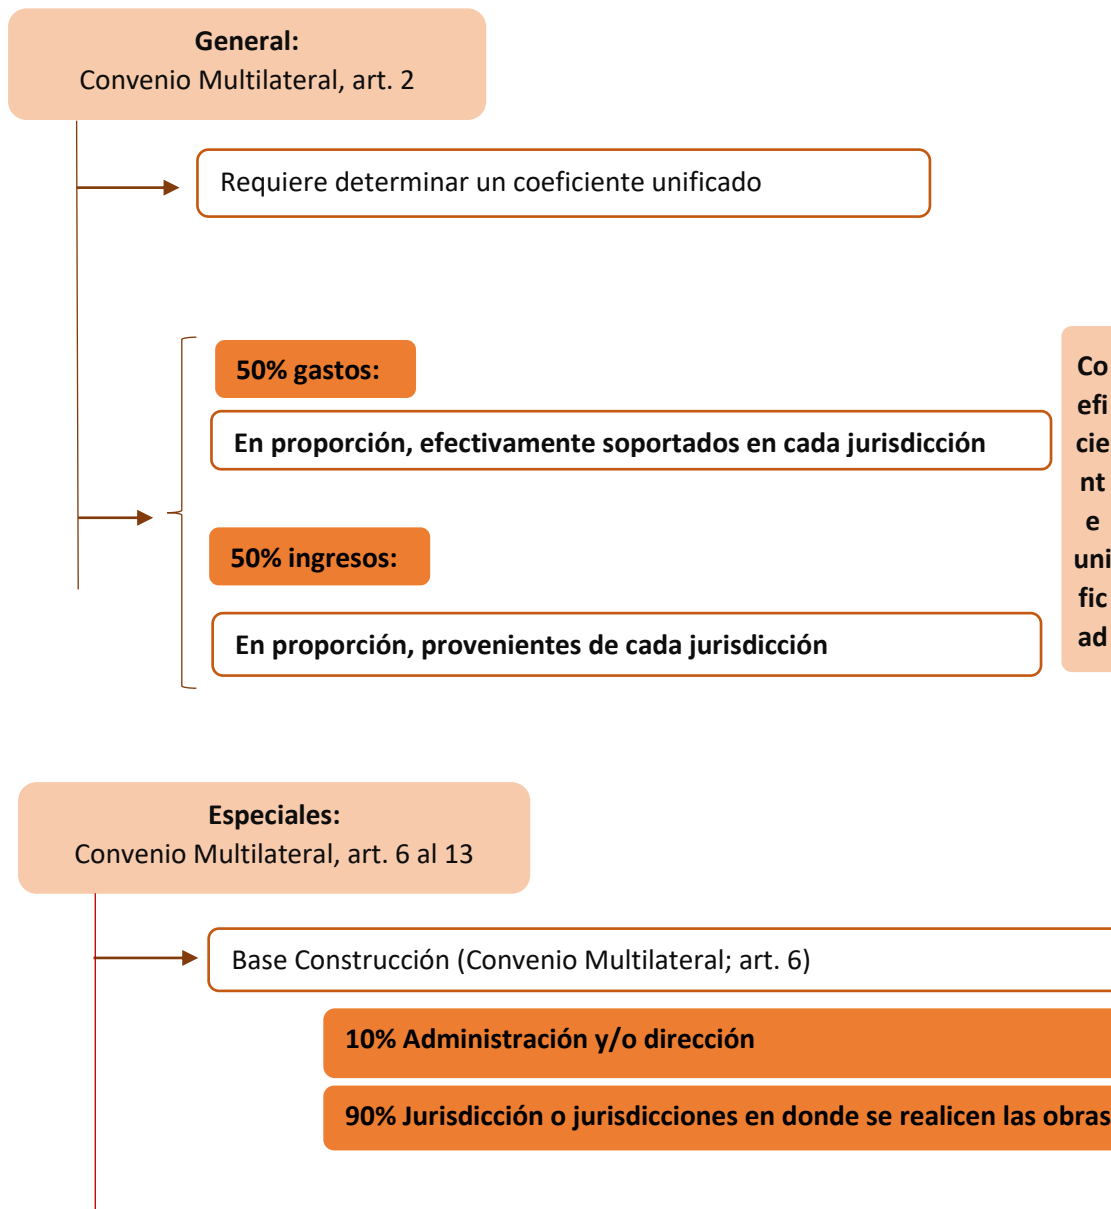 General:
Convenio Multilateral, art. 2
Requiere determinar un coeficiente unificado
50% gastos:
En proporción, efectivamente soportados en cada jurisdicción
50% ingresos:
En proporción, provenientes de cada jurisdicción
Co
efi
cie
nt
e
uni
fic
ad
Especiales:
Convenio Multilateral, art. 6 al 13
Base Construcción (Convenio Multilateral; art. 6)
10% Administración y/o dirección
90% Jurisdicción o jurisdicciones en donde se realicen las obras